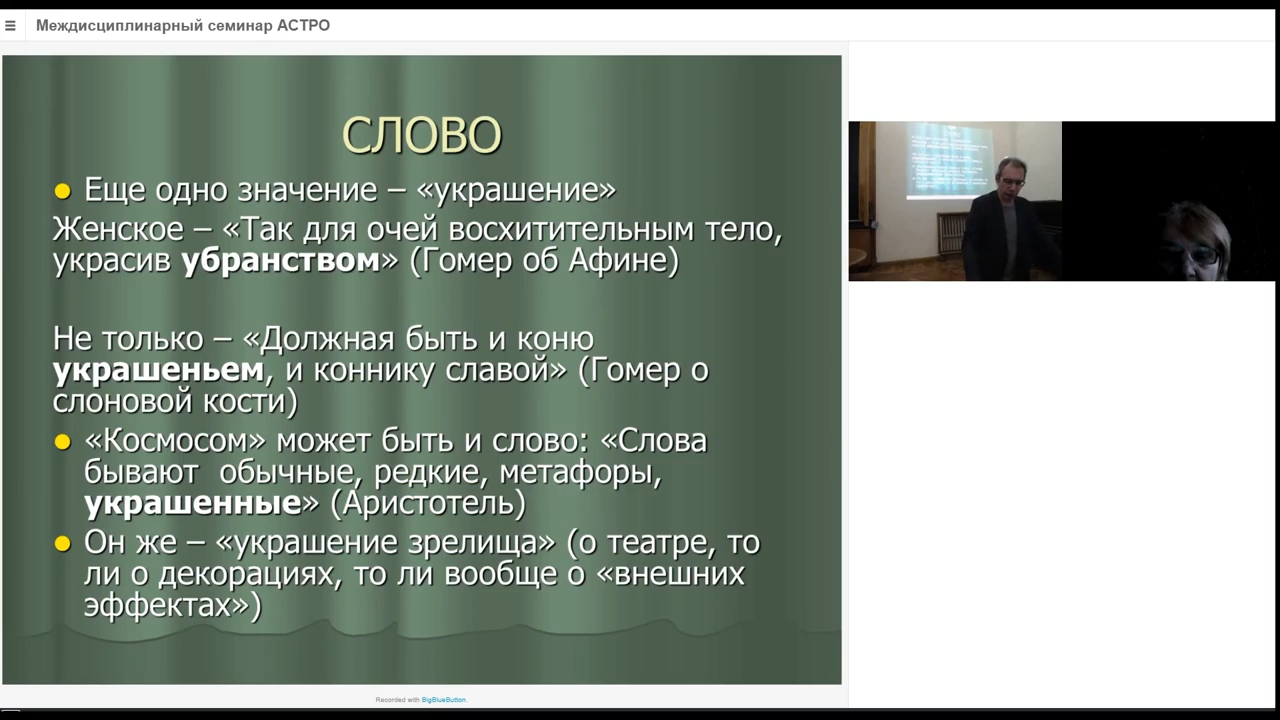 Междисциплинарный семинар АСТРО
СЛОВО
Еще одно значение – «украшение»
Женское – «Так для очей восхитительным тело,
украсив убранством» (Гомер об Афине)
Не только – «Должная быть и коню
украшеньем, и коннику славой» (Гомер о
слоновой кости)
«Космосом» может быть и слово: «Слова
бывают обычные, редкие, метафоры,
украшенные» (Аристотель)
Он же – «украшение зрелища» (о театре, то
ли о декорациях, то ли вообще о «внешних
эффектах»)
Recorded with BigBlueButton.